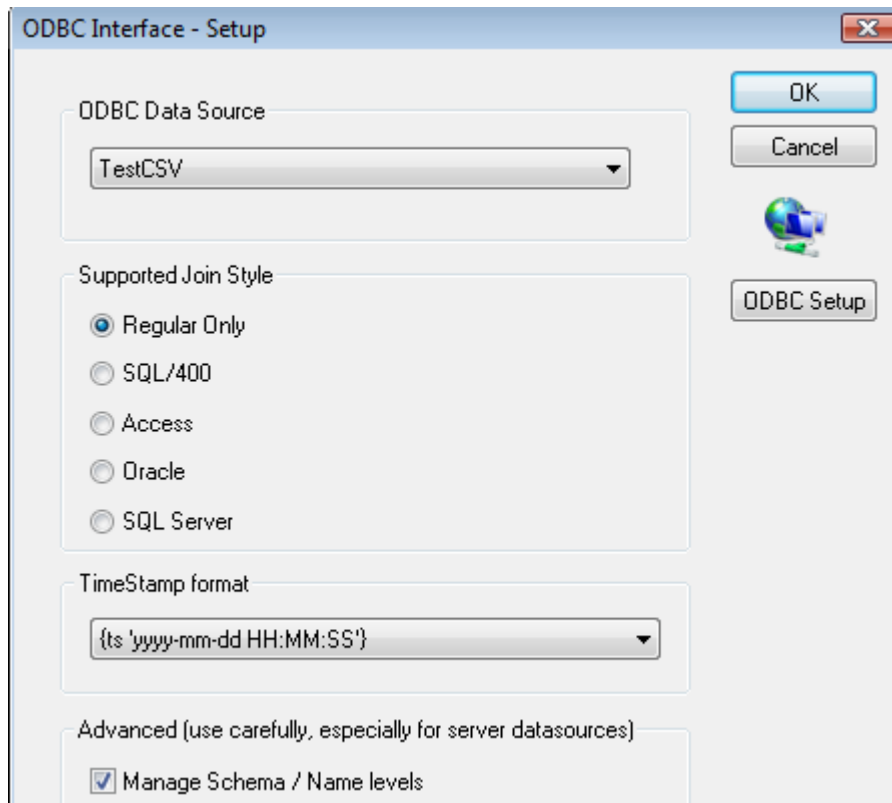 ODBC Interface - Setup
ODBC Data Source
TestCSV
OK
Cancel
ODBC Setup
Supported Join Style
Regular Only
SQL/400
Access
Oracle
SQL Server
TimeStamp format
{ts 'yyyy-mm-dd HH:MM:SS'}
Advanced (use carefully, especially for server datasources)
Manage Schema / Name levels